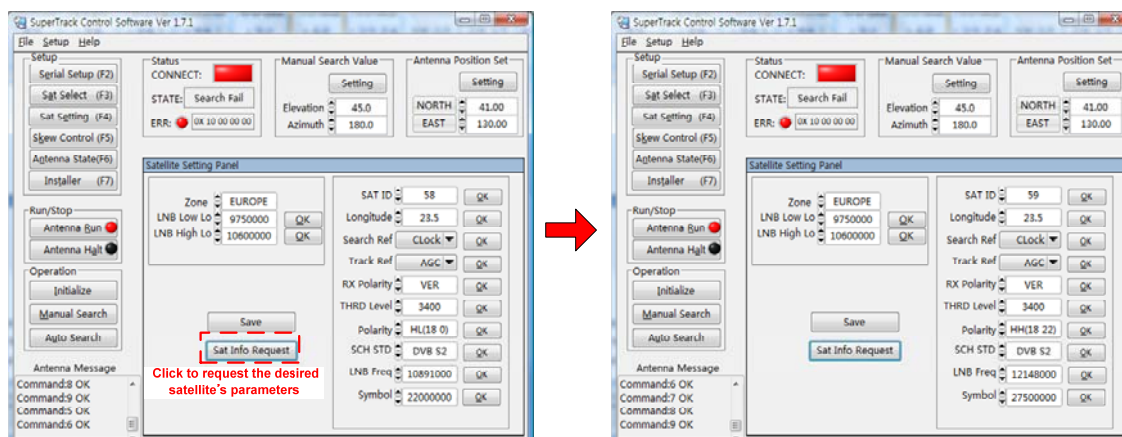 SuperTrack Control Software Ver 1.7.1
File Setup Help
Setup
Serial Setup (F2)
Sat Select (F3)
Sat Setting (F4)
Skew Control (F5)
Antenna State(F6)
Installer (F7)
Run/Stop
Antenna Run
Antenna Halt
Operation
Initialize
Manual Search
Auto Search
Antenna Message
Command:8 OK
Command:9 OK
Command:5 OK
Command:6 OK
Status
CONNECT:
STATE: Search Fail
ERR: 0X 10 00 00 00
Manual Search Value
Setting
Elevation 45.0
Azimuth 180.0
Antenna Position Set
Setting
NORTH 41.00
EAST 130.00
Satellite Setting Panel
Zone EUROPE
LNB Low Lo 9750000 OK
LNB High Lo 10600000 OK
Save
Sat Info Request
Click to request the desired
satellite's parameters
SAT ID 58 OK
Longitude 23.5 OK
Search Ref CLock OK
Track Ref AGC OK
RX Polarity VER OK
THRD Level 3400 OK
Polarity HL(18 0) OK
SCH STD DVB S2 OK
LNB Freq 10891000 OK
Symbol 22000000 OK
SuperTrack Control Software Ver 1.7.1
File Setup Help
Setup
Serial Setup (F2)
Sat Select (F3)
Sat Setting (F4)
Skew Control (F5)
Antenna State(F6)
Installer (F7)
Run/Stop
Antenna Run
Antenna Halt
Operation
Initialize
Manual Search
Auto Search
Antenna Message
Command:6 OK
Command:7 OK
Command:8 OK
Command:9 OK
Status
CONNECT:
STATE: Search Fail
ERR: 0X 10 00 00 00
Manual Search Value
Setting
Elevation 45.0
Azimuth 180.0
Antenna Position Set
Setting
NORTH 41.00
EAST 130.00
Satellite Setting Panel
Zone EUROPE
LNB Low Lo 9750000 OK
LNB High Lo 10600000 OK
Save
Sat Info Request
SAT ID 59 OK
Longitude 23.5 OK
Search Ref CLock OK
Track Ref AGC OK
RX Polarity VER OK
THRD Level 3400 OK
Polarity HH(18 22) OK
SCH STD DVB S2 OK
LNB Freq 12148000 OK
Symbol 27500000 OK